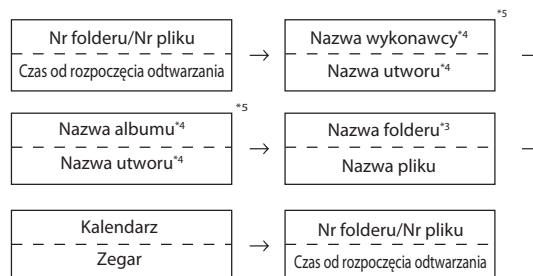 Nr folderu/Nr pliku
Czas od rozpoczęcia odtwarzania
→
*5
Nazwa wykonawcy*4
Nazwa utworu*4
*5
Nazwa albumu*4
Nazwa utworu*4
→
Nazwa folderu*3
Nazwa pliku
Kalendarz
Zegar
→
Nr folderu/Nr pliku
Czas od rozpoczęcia odtwarzania